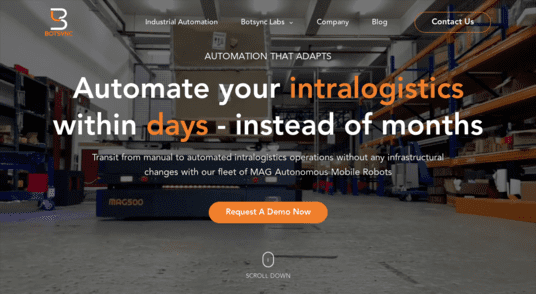 BOTSYNC
Industrial Automation
Botsync Labs
Company
Blog
Contact Us
AUTOMATION THAT ADAPTS
Automate your intralogistics
within days - instead of months
Transit from manual to automated intralogistics operations without any infrastructural
changes with our fleet of MAG Autonomous Mobile Robots
MAG500
Request A Demo Now
SCROLL DOWN